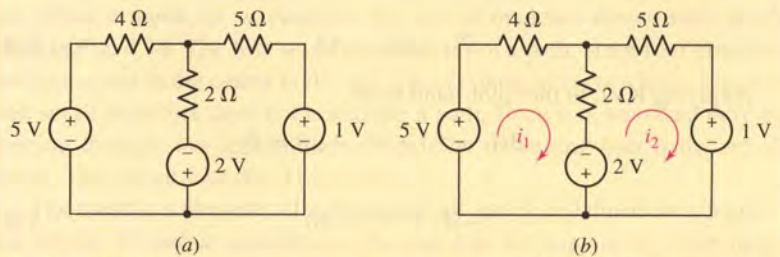 4 Ω 5 Ω
2 Ω
5 V + − − + 2 V + − 1 V
(a)
4 Ω 5 Ω
2 Ω
5 V + − i₁ i₂ + − 1 V
− + 2 V
(b)